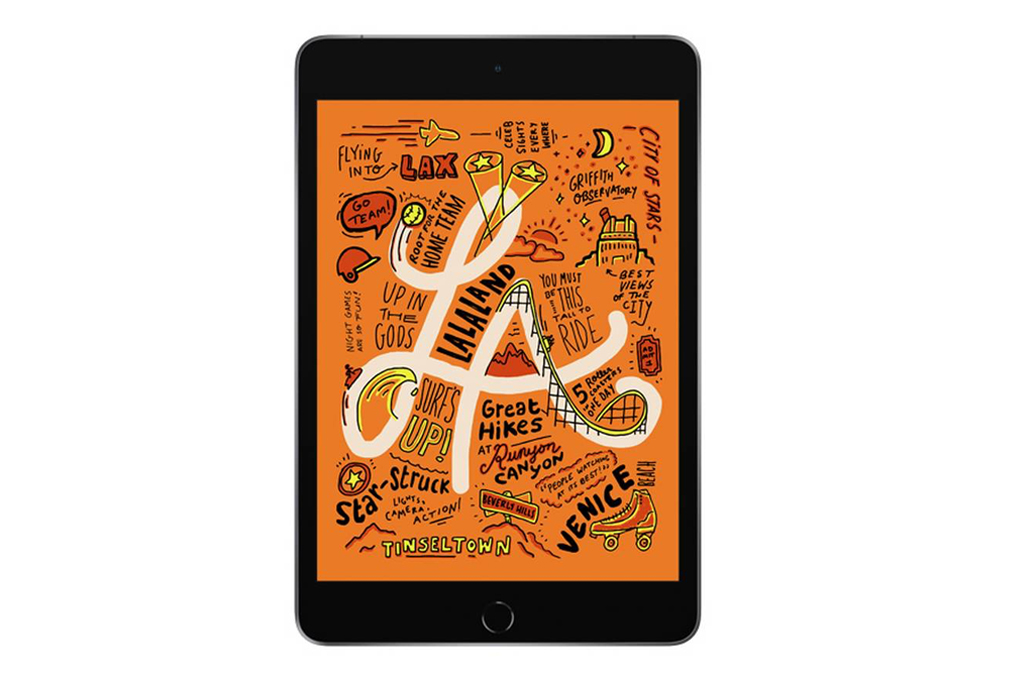 FLYING
INTO
LAX
CELEB
SIGHTS
EVERY
WHERE
CITY OF STARS-
GRIFFITH
OBSERVATORY
GO
TEAM!
ROOT FOR THE
HOME TEAM
BEST
VIEWS
OF THE
CITY
NIGHT GAMES
ARE SO FUN!
UP IN
THE
GODS
LALALAND
YOU MUST
BE
THIS
TALL TO
RIDE
LA
ADMIT
1
SURF'S
UP!
5 ROLLER
COASTERS
ONE DAY
Great
HiKES
AT Runyon
CANYON
STAR-STRUCK
LIGHTS,
CAMERA,
ACTION!
BEVERLY HILLS
"PEOPLE WATCHING
AT ITS BEST!"
VENICE
BEACH
TINSELTOWN